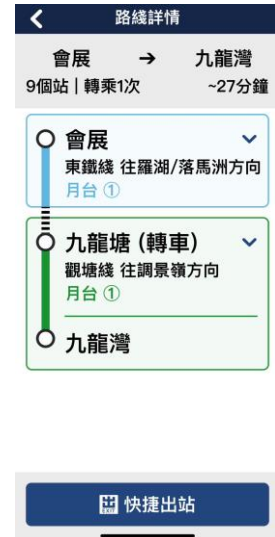 路綫詳情
會展 → 九龍灣
9個站 | 轉乘1次 ~27分鐘
會展
東鐵綫 往羅湖/落馬洲方向
月台 ①
九龍塘 (轉車)
觀塘綫 往調景嶺方向
月台 ①
九龍灣
出 EXIT 快捷出站